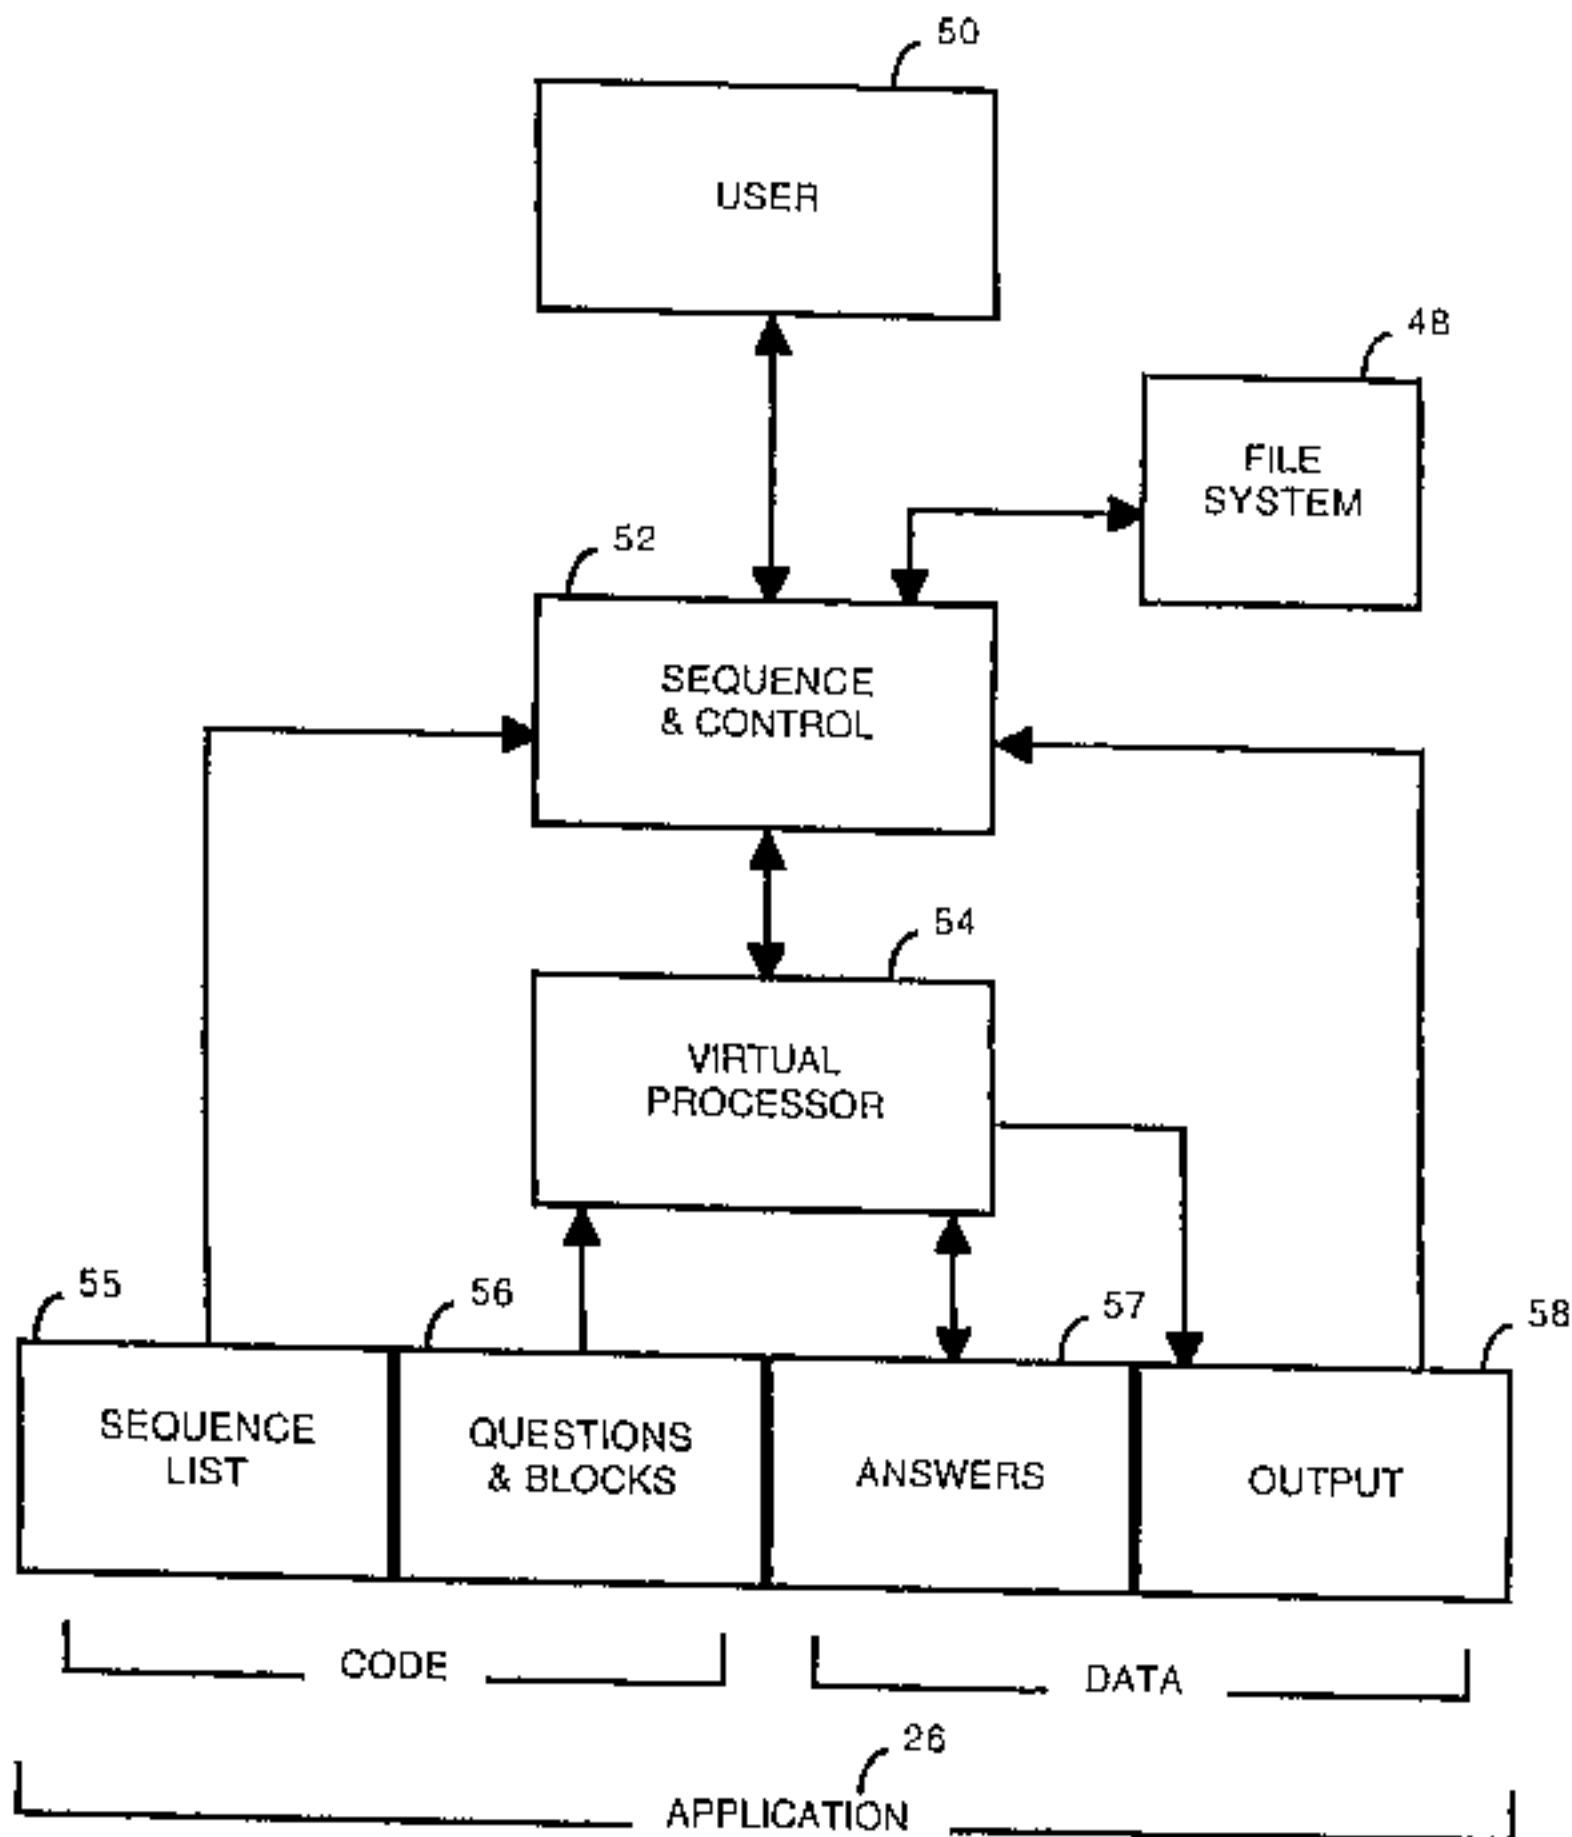 50
USER
48
FILE
SYSTEM
52
SEQUENCE
& CONTROL
54
VIRTUAL
PROCESSOR
55
56
57
58
SEQUENCE
LIST
QUESTIONS
& BLOCKS
ANSWERS
OUTPUT
CODE
DATA
26
APPLICATION